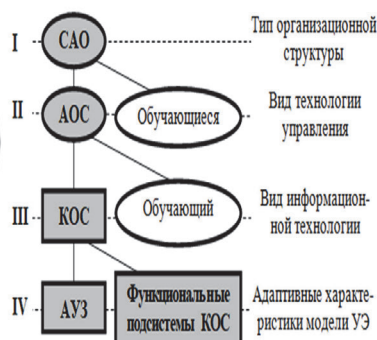 I САО Тип организационной
структуры
II АОС Обучающиеся Вид технологии
управления
III КОС Обучающий Вид информацион-
ной технологии
IV АУЗ Функциональные
подсистемы КОС Адаптивные характе-
ристики модели УЭ